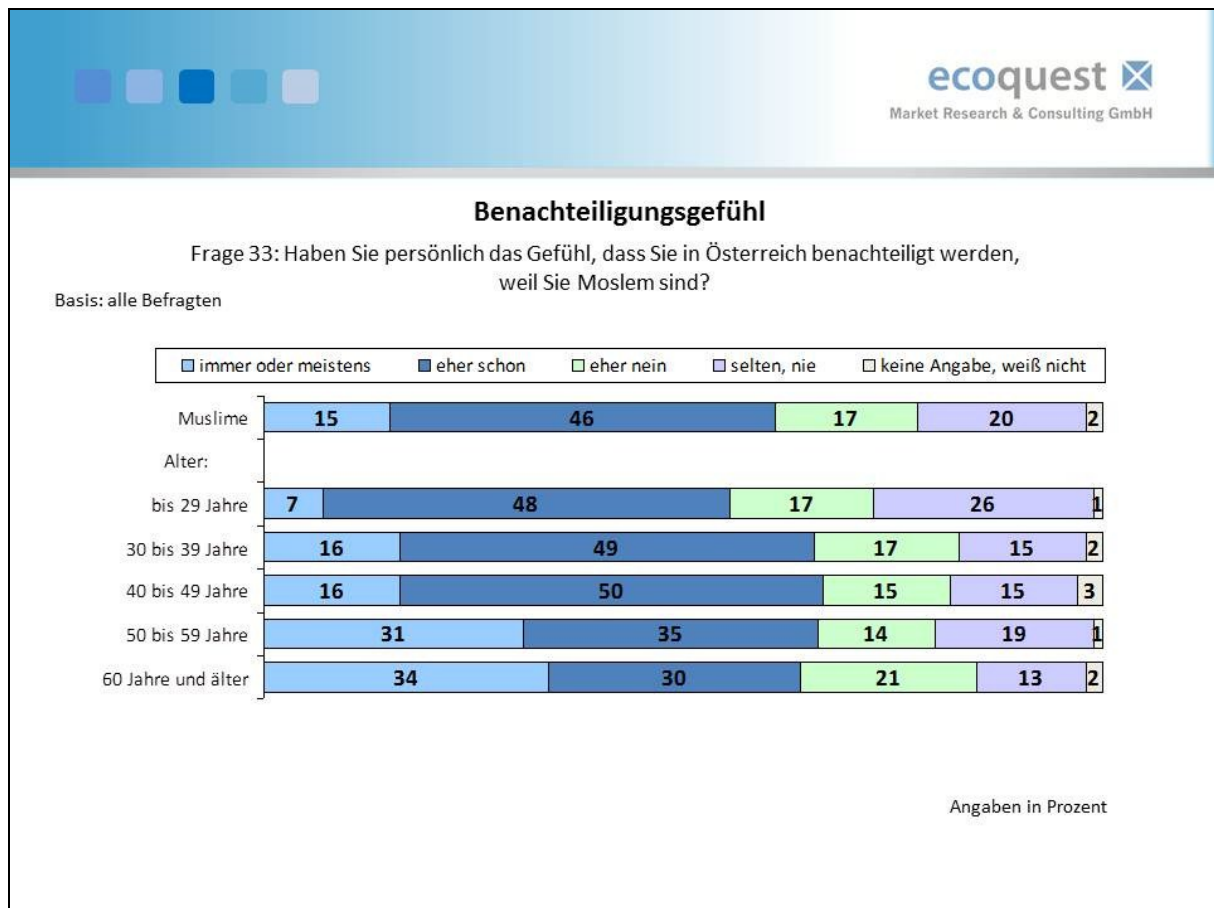 ecoquest
Market Research & Consulting GmbH
Benachteiligungsgefühl
Frage 33: Haben Sie persönlich das Gefühl, dass Sie in Österreich benachteiligt werden,
weil Sie Moslem sind?
Basis: alle Befragten
immer oder meistens eher schon eher nein selten, nie keine Angabe, weiß nicht
Muslime 15 46 17 20 2
Alter:
bis 29 Jahre 7 48 17 26 1
30 bis 39 Jahre 16 49 17 15 2
40 bis 49 Jahre 16 50 15 15 3
50 bis 59 Jahre 31 35 14 19 1
60 Jahre und älter 34 30 21 13 2
Angaben in Prozent